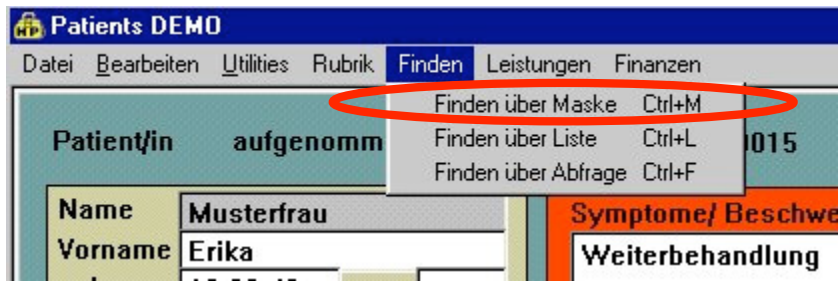 Patients DEMO
Datei Bearbeiten Utilities Rubrik Finden Leistungen Finanzen
Finden über Maske Ctrl+M
Patient/in aufgenomm Finden über Liste Ctrl+L 0015
Finden über Abfrage Ctrl+F
Name Musterfrau Symptome/ Beschwe
Vorname Erika Weiterbehandlung